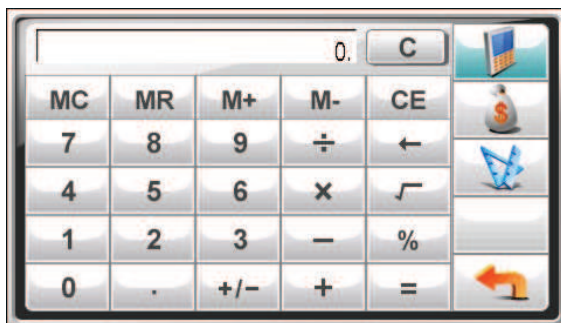 0. C
MC MR M+ M- CE
7 8 9 ÷ ←
4 5 6 × √
1 2 3 − %
0 . +/− + =
$